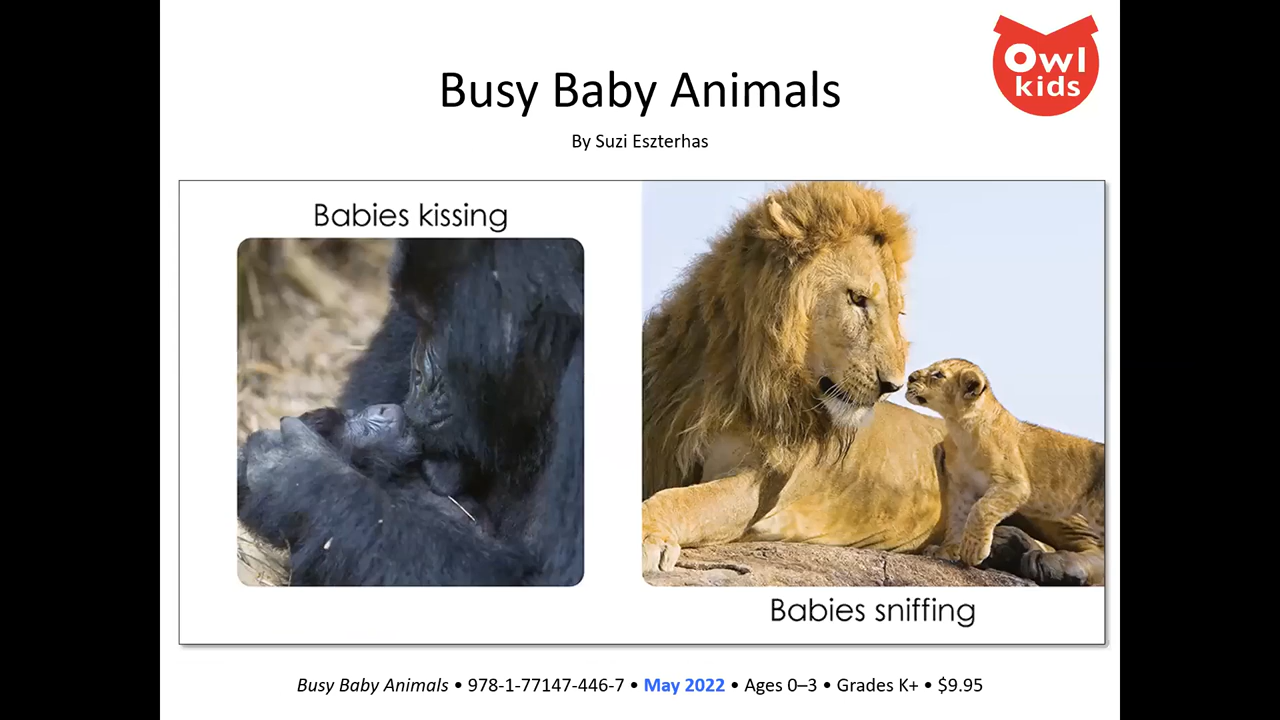 Owl
kids
Busy Baby Animals
By Suzi Eszterhas
Babies kissing
Babies sniffing
Busy Baby Animals • 978-1-77147-446-7 • May 2022 • Ages 0–3 • Grades K+ • $9.95